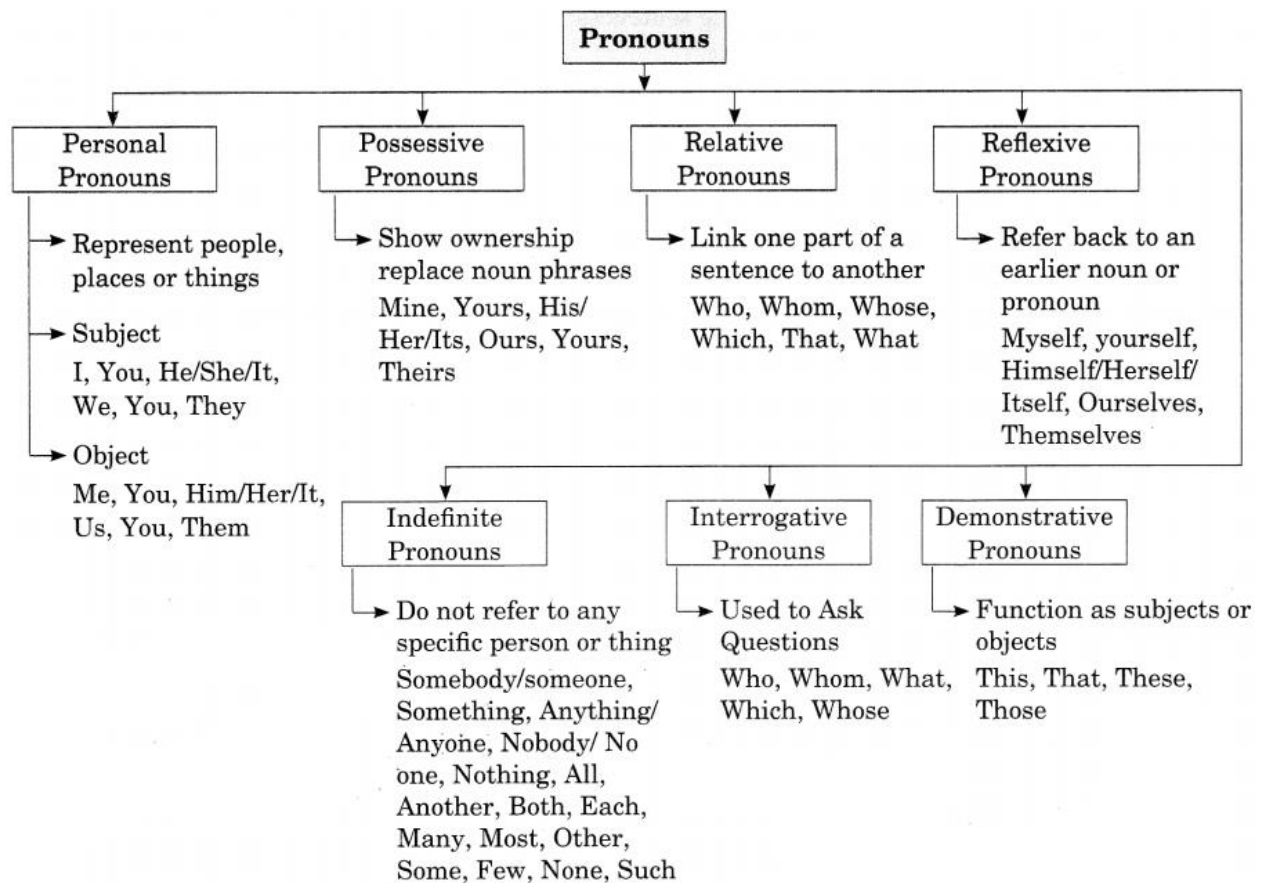 Pronouns
Personal
Pronouns
Represent people,
places or things
Subject
I, You, He/She/It,
We, You, They
Object
Me, You, Him/Her/It,
Us, You, Them
Possessive
Pronouns
Show ownership
replace noun phrases
Mine, Yours, His/
Her/Its, Ours, Yours,
Theirs
Relative
Pronouns
Link one part of a
sentence to another
Who, Whom, Whose,
Which, That, What
Reflexive
Pronouns
Refer back to an
earlier noun or
pronoun
Myself, yourself,
Himself/Herself/
Itself, Ourselves,
Themselves
Indefinite
Pronouns
Do not refer to any
specific person or thing
Somebody/someone,
Something, Anything/
Anyone, Nobody/ No
one, Nothing, All,
Another, Both, Each,
Many, Most, Other,
Some, Few, None, Such
Interrogative
Pronouns
Used to Ask
Questions
Who, Whom, What,
Which, Whose
Demonstrative
Pronouns
Function as subjects or
objects
This, That, These,
Those